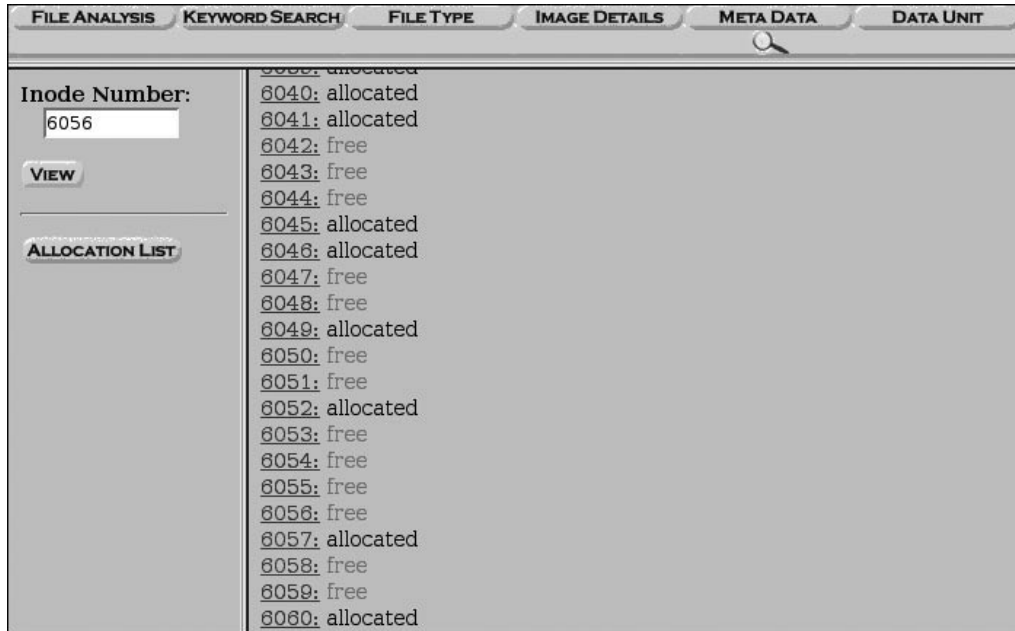 FILE ANALYSIS KEYWORD SEARCH FILE TYPE IMAGE DETAILS META DATA DATA UNIT
Inode Number:
6056
VIEW
ALLOCATION LIST
6039: allocated
6040: allocated
6041: allocated
6042: free
6043: free
6044: free
6045: allocated
6046: allocated
6047: free
6048: free
6049: allocated
6050: free
6051: free
6052: allocated
6053: free
6054: free
6055: free
6056: free
6057: allocated
6058: free
6059: free
6060: allocated